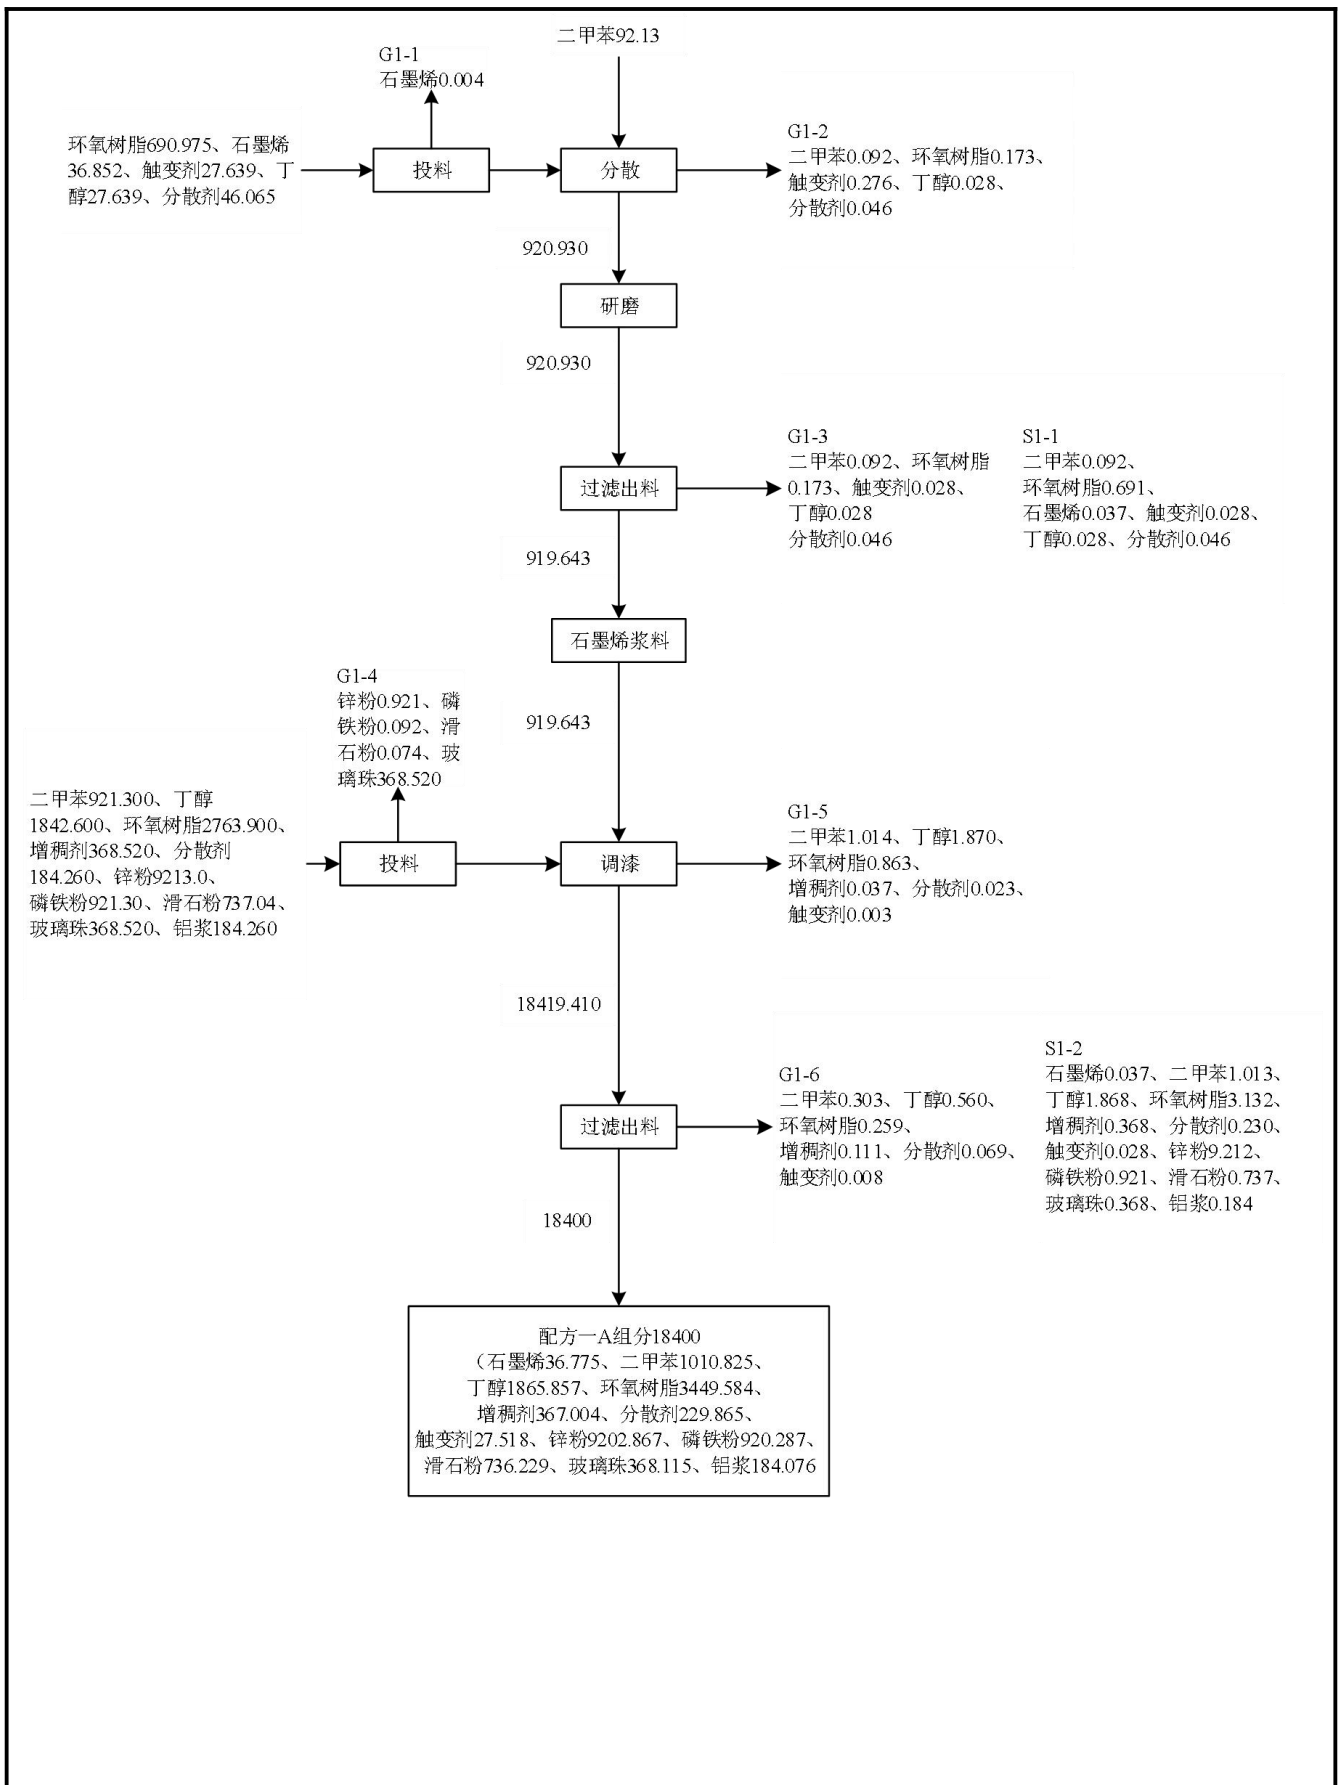 二甲苯92.13
G1-1
石墨烯0.004
环氧树脂690.975、石墨烯
36.852、触变剂27.639、丁
醇27.639、分散剂46.065
投料
分散
G1-2
二甲苯0.092、环氧树脂0.173、
触变剂0.276、丁醇0.028、
分散剂0.046
920.930
研磨
920.930
过滤出料
G1-3
二甲苯0.092、环氧树脂
0.173、触变剂0.028、
丁醇0.028
分散剂0.046
S1-1
二甲苯0.092、
环氧树脂0.691、
石墨烯0.037、触变剂0.028、
丁醇0.028、分散剂0.046
919.643
石墨烯浆料
919.643
G1-4
锌粉0.921、磷
铁粉0.092、滑
石粉0.074、玻
璃珠368.520
二甲苯921.300、丁醇
1842.600、环氧树脂2763.900、
增稠剂368.520、分散剂
184.260、锌粉9213.0、
磷铁粉921.30、滑石粉737.04、
玻璃珠368.520、铝浆184.260
投料
调漆
G1-5
二甲苯1.014、丁醇1.870、
环氧树脂0.863、
增稠剂0.037、分散剂0.023、
触变剂0.003
18419.410
过滤出料
G1-6
二甲苯0.303、丁醇0.560、
环氧树脂0.259、
增稠剂0.111、分散剂0.069、
触变剂0.008
S1-2
石墨烯0.037、二甲苯1.013、
丁醇1.868、环氧树脂3.132、
增稠剂0.368、分散剂0.230、
触变剂0.028、锌粉9.212、
磷铁粉0.921、滑石粉0.737、
玻璃珠0.368、铝浆0.184
18400
配方一A组分18400
（石墨烯36.775、二甲苯1010.825、
丁醇1865.857、环氧树脂3449.584、
增稠剂367.004、分散剂229.865、
触变剂27.518、锌粉9202.867、磷铁粉920.287、
滑石粉736.229、玻璃珠368.115、铝浆184.076